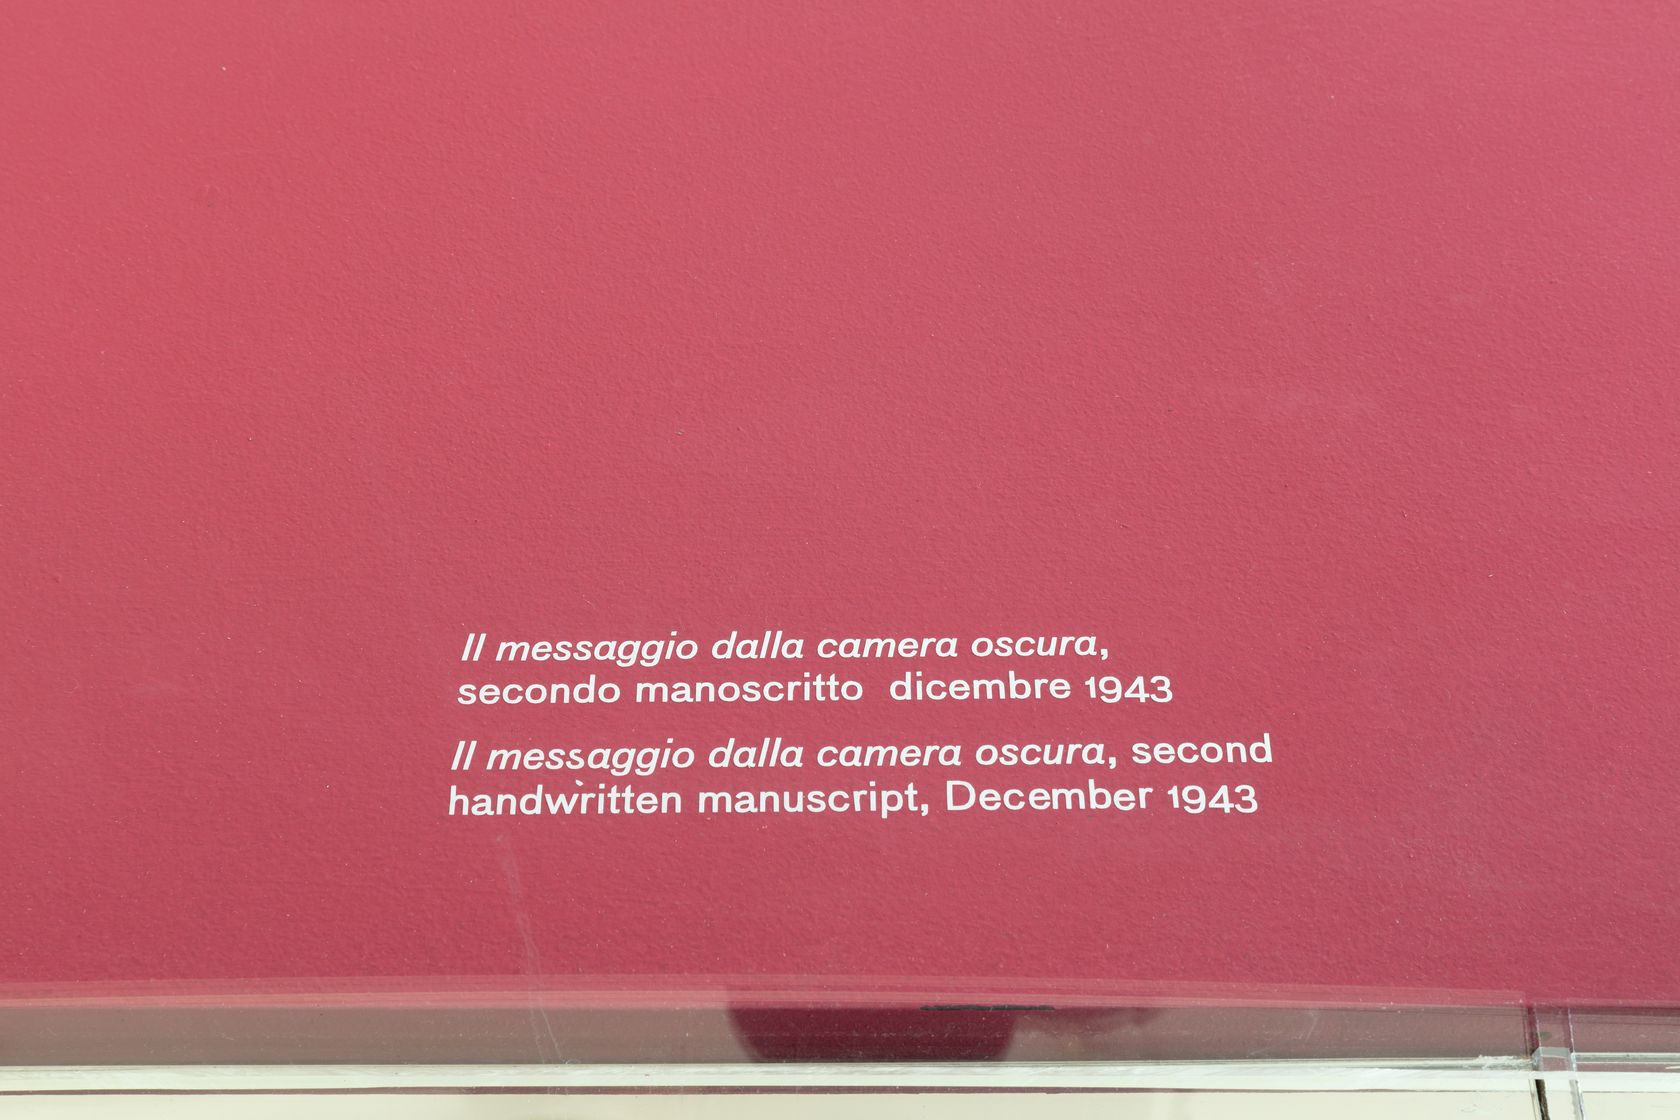 Il messaggio dalla camera oscura,
secondo manoscritto  dicembre 1943
Il messaggio dalla camera oscura, second
handwritten manuscript, December 1943